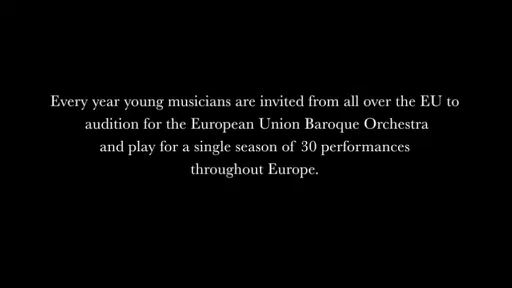 Every year young musicians are invited from all over the EU to
audition for the European Union Baroque Orchestra
and play for a single season of 30 performances
throughout Europe.